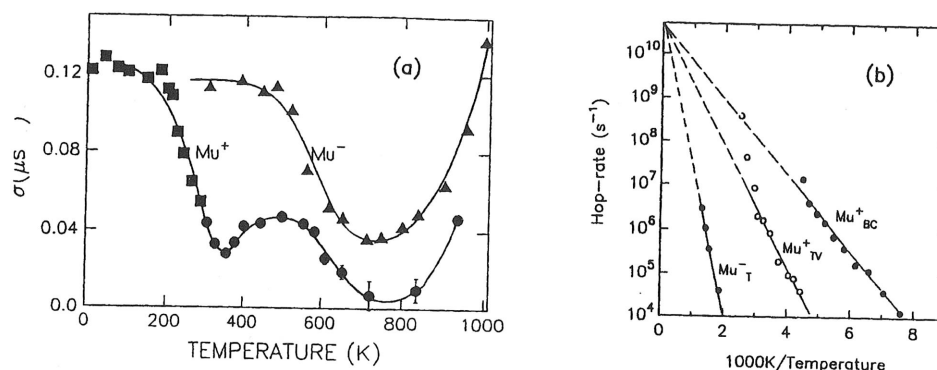 (a)
0.12
0.08
0.04
0.0
σ(μs
Mu⁺
Mu⁻
0 200 400 600 800 1000
TEMPERATURE (K)
(b)
10¹⁰
10⁹
10⁸
10⁷
10⁶
10⁵
10⁴
Hop-rate (s⁻¹)
Mu⁻T
Mu⁺TV
Mu⁺BC
0 2 4 6 8
1000K/Temperature